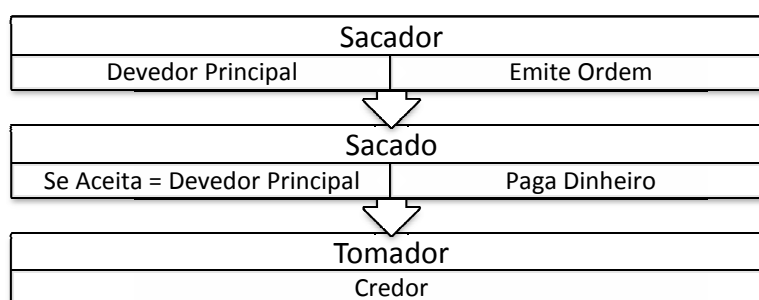 Sacador
Devedor Principal Emite Ordem
Sacado
Se Aceita = Devedor Principal Paga Dinheiro
Tomador
Credor